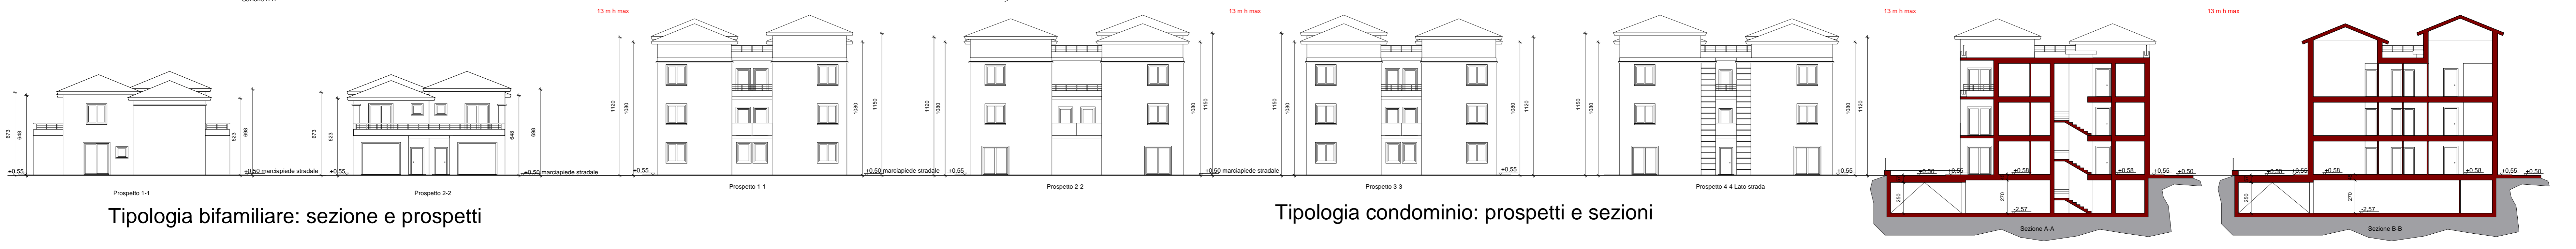 13 m h max
13 m h max
13 m h max
13 m h max
673
648
623
698
+0,55
+0,50 marciapiede stradale
Prospetto 1-1
673
623
648
698
+0,55
+0,50 marciapiede stradale
Prospetto 2-2
Tipologia bifamiliare: sezione e prospetti
1120
1080
1080
1150
+0,55
+0,50 marciapiede stradale
Prospetto 1-1
1120
1080
1080
1150
+0,55
+0,50 marciapiede stradale
Prospetto 2-2
1150
1080
1080
1120
+0,55
Prospetto 3-3
1150
1080
1080
1120
+0,55
Prospetto 4-4 Lato strada
Tipologia condominio: prospetti e sezioni
+0,50
+0,55
+0,58
+0,58
+0,55
+0,50
250
270
-2,57
Sezione A-A
+0,50
+0,55
+0,58
+0,58
+0,55
+0,50
250
270
-2,57
Sezione B-B